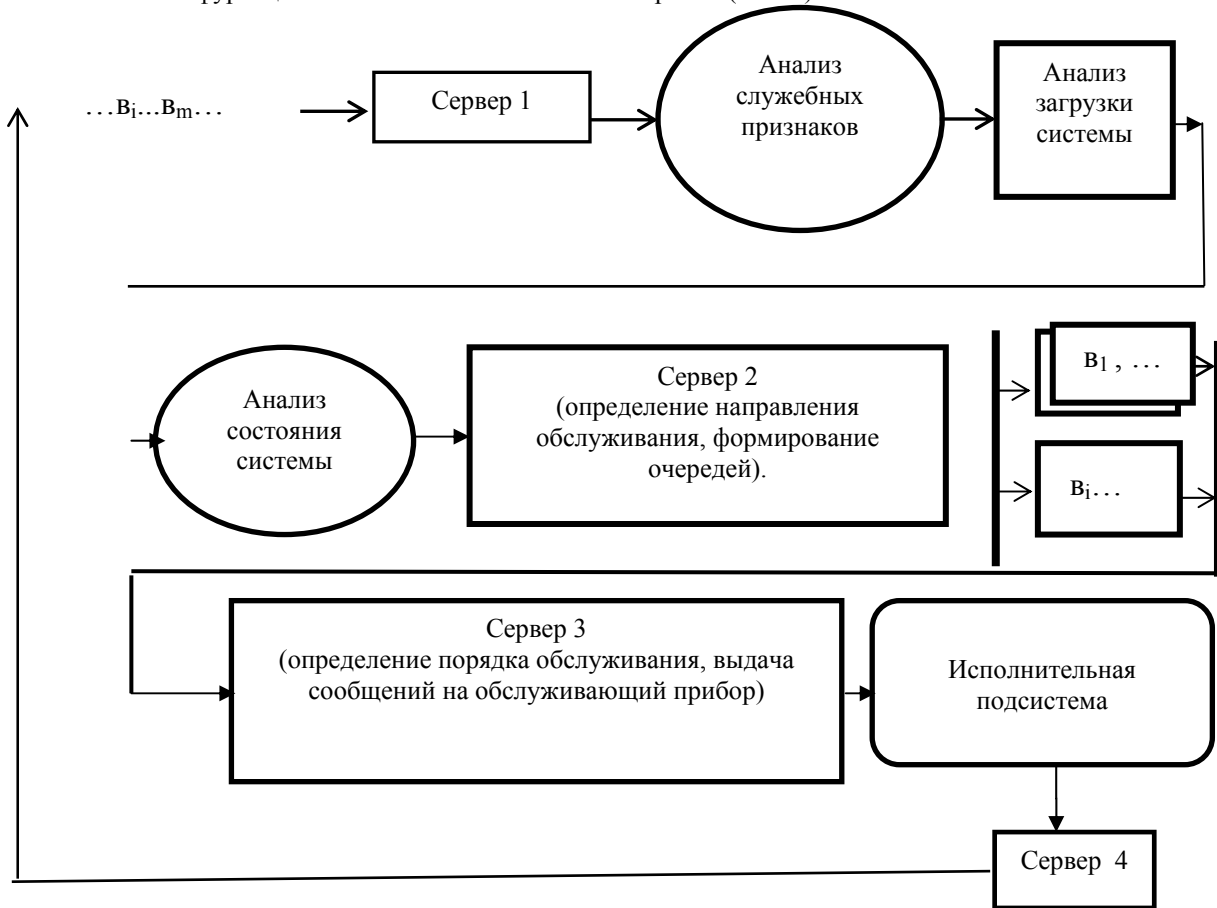 …вi...вm…
Сервер 1
Анализ
служебных
признаков
Анализ
загрузки
системы
Анализ
состояния
системы
Сервер 2
(определение направления
обслуживания, формирование
очередей).
в1 , …
вi…
Сервер 3
(определение порядка обслуживания, выдача
сообщений на обслуживающий прибор)
Исполнительная
подсистема
Сервер 4